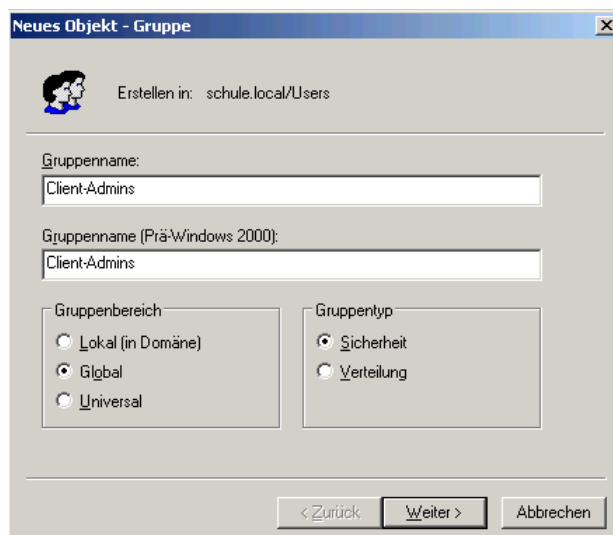 Neues Objekt - Gruppe
Erstellen in: schule.local/Users
Gruppenname:
Client-Admins
Gruppenname (Prä-Windows 2000):
Client-Admins
Gruppenbereich
Lokal (in Domäne)
Global
Universal
Gruppentyp
Sicherheit
Verteilung
< Zurück
Weiter >
Abbrechen